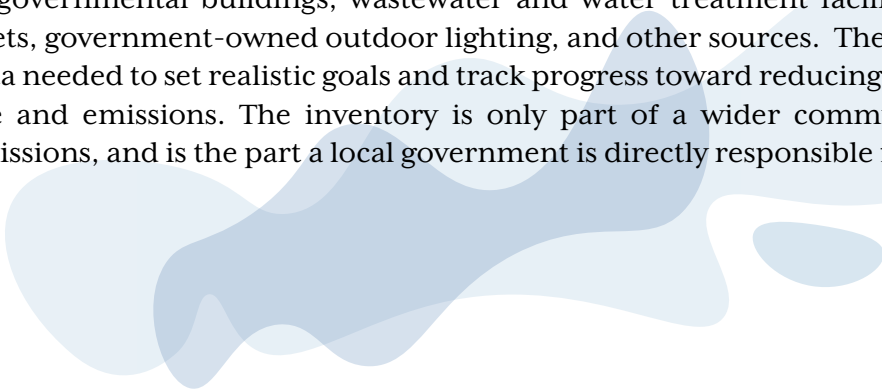 governmental buildings, wastewater and water treatment
ets, government-owned outdoor lighting, and other sources. The
a needed to set realistic goals and track progress toward reducing
e and emissions. The inventory is only part of a wider
issions, and is the part a local government is directly responsible